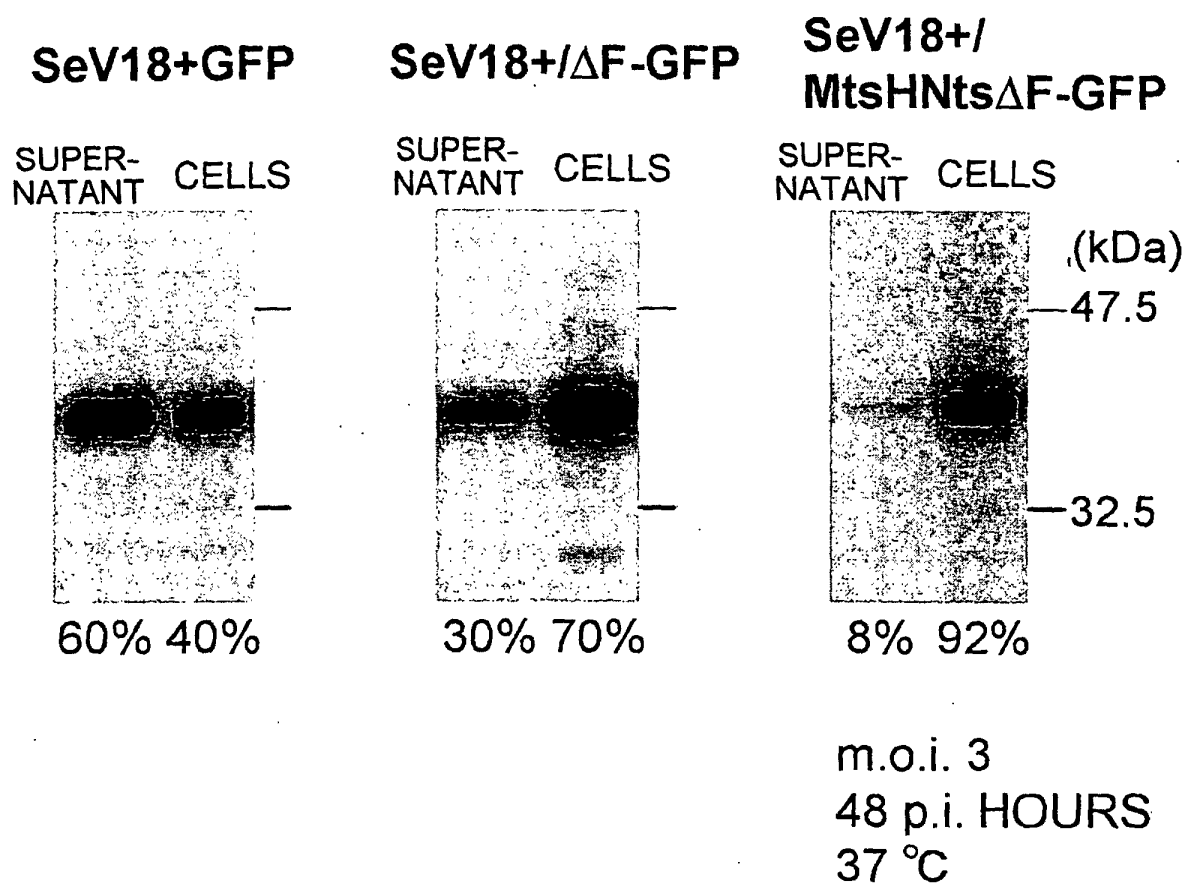 SeV18+GFP
SUPER-
NATANT CELLS
60% 40%
SeV18+/ΔF-GFP
SUPER-
NATANT CELLS
30% 70%
SeV18+/
MtsHNtsΔF-GFP
SUPER-
NATANT CELLS
(kDa)
47.5
32.5
8% 92%
m.o.i. 3
48 p.i. HOURS
37 °C